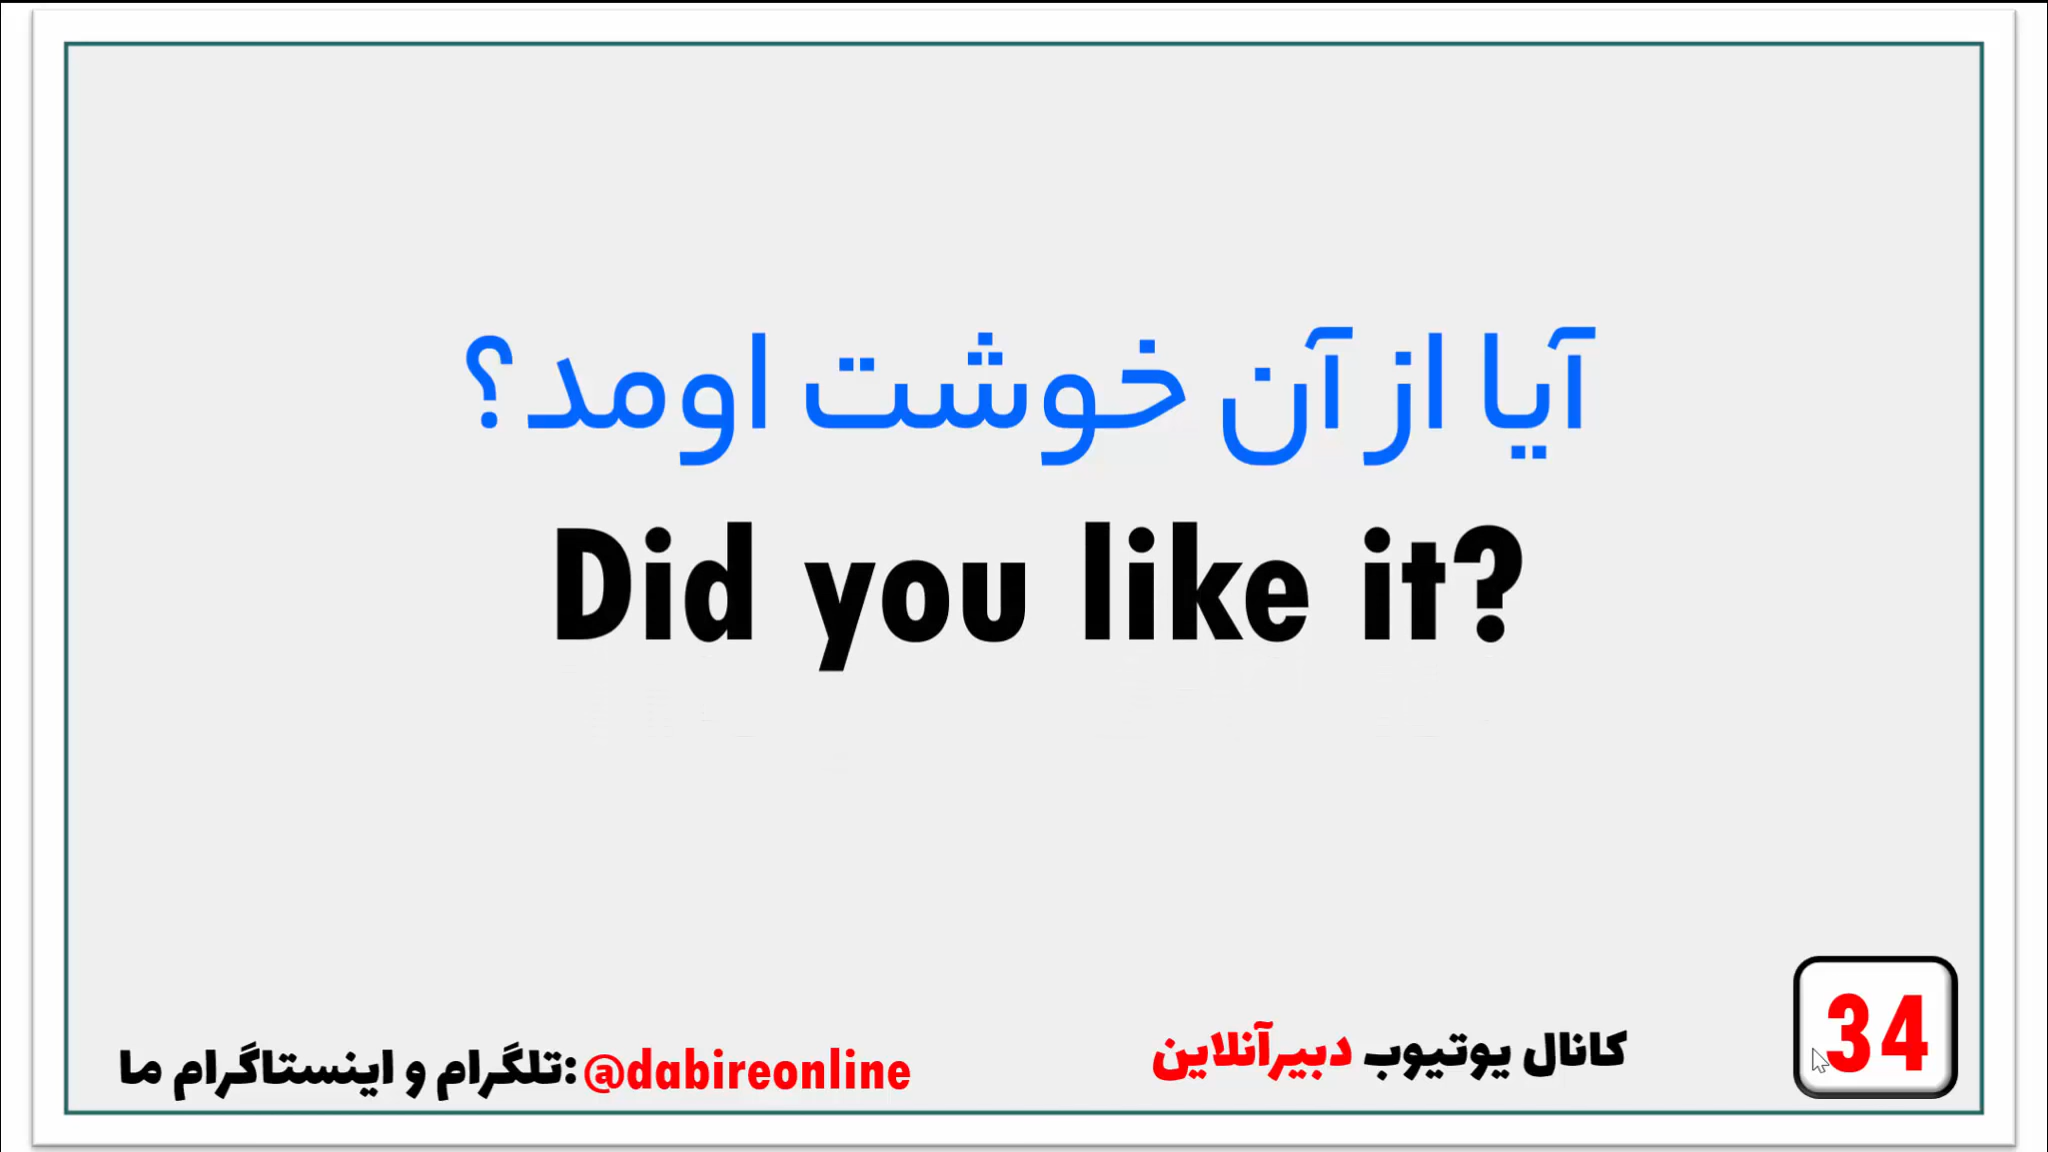 آیا از آن خوشت اومد؟
Did you like it?
کانال یوتیوب دبیرآنلاین
تلگرام و اینستاگرام ما: @dabireonline
34